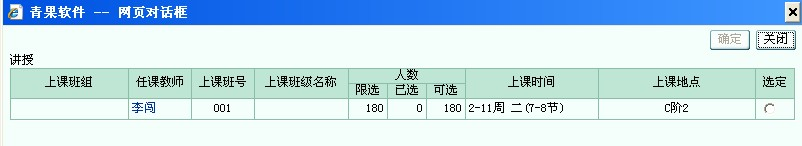 青果软件 -- 网页对话框
确定 关闭
讲授
上课班组 任课教师 上课班号 上课班级名称 人数 上课时间 上课地点 选定
限选 已选 可选
李闯 001 180 0 180 2-11周 二(7-8节) C阶2